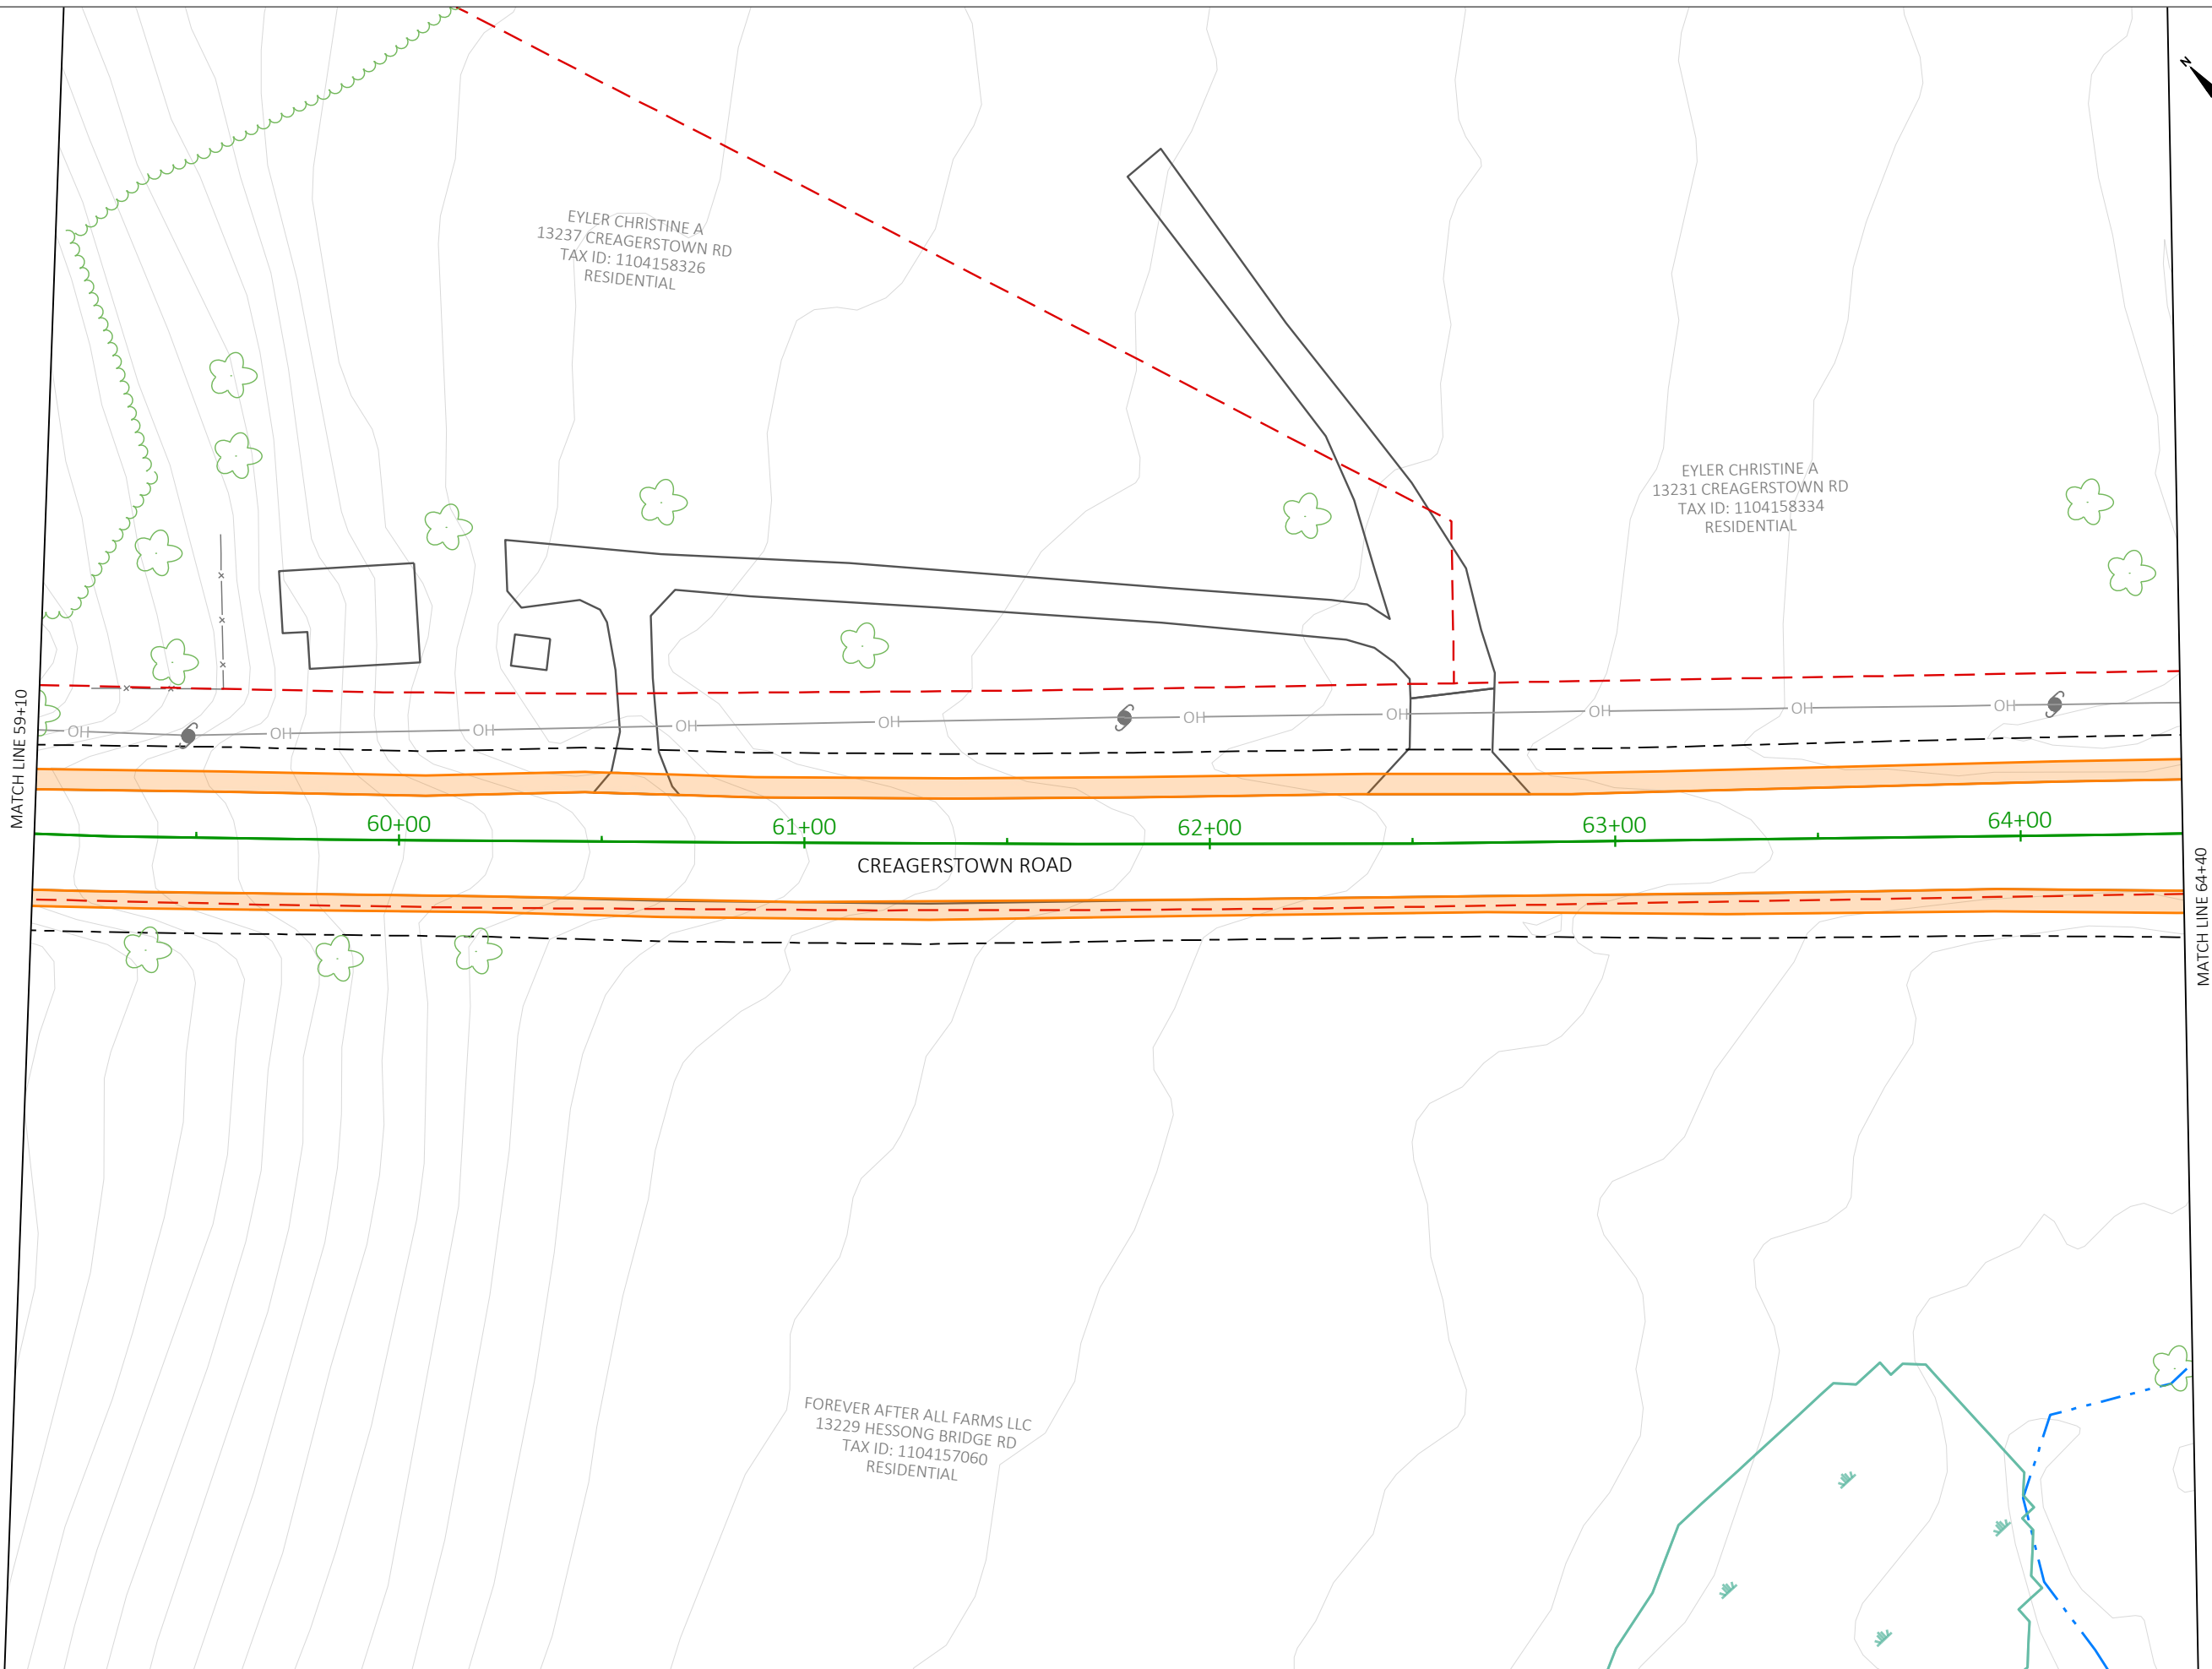 N
EYLER CHRISTINE A
13237 CREAGERSTOWN RD
TAX ID: 1104158326
RESIDENTIAL
EYLER CHRISTINE A
13231 CREAGERSTOWN RD
TAX ID: 1104158334
RESIDENTIAL
MATCH LINE 59+10
OH OH OH OH OH OH OH OH OH OH
60+00 61+00 62+00 63+00 64+00
CREAGERSTOWN ROAD
MATCH LINE 64+40
FOREVER AFTER ALL FARMS LLC
13229 HESSONG BRIDGE RD
TAX ID: 1104157060
RESIDENTIAL